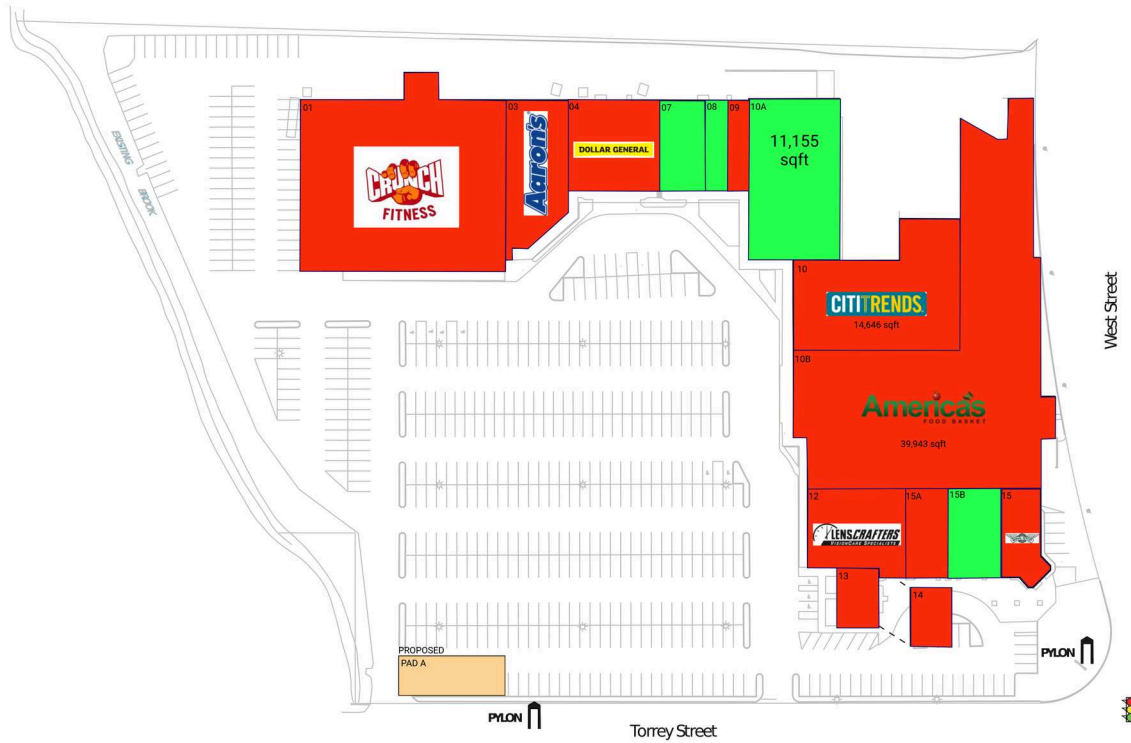 01
03
04
07
08
09
10A
11,155
sqft
CRUNCH
FITNESS
Aaron's
DOLLAR GENERAL
EXISTING
BROOK
10
CITITRENDS
14,646 sqft
West Street
10B
America's
FOOD BASKET
39,943 sqft
12
15A
15B
15
LENSCRAFTERS
VISIONCARE SPECIALISTS
13
14
PROPOSED
PAD A
PYLON
PYLON
Torrey Street